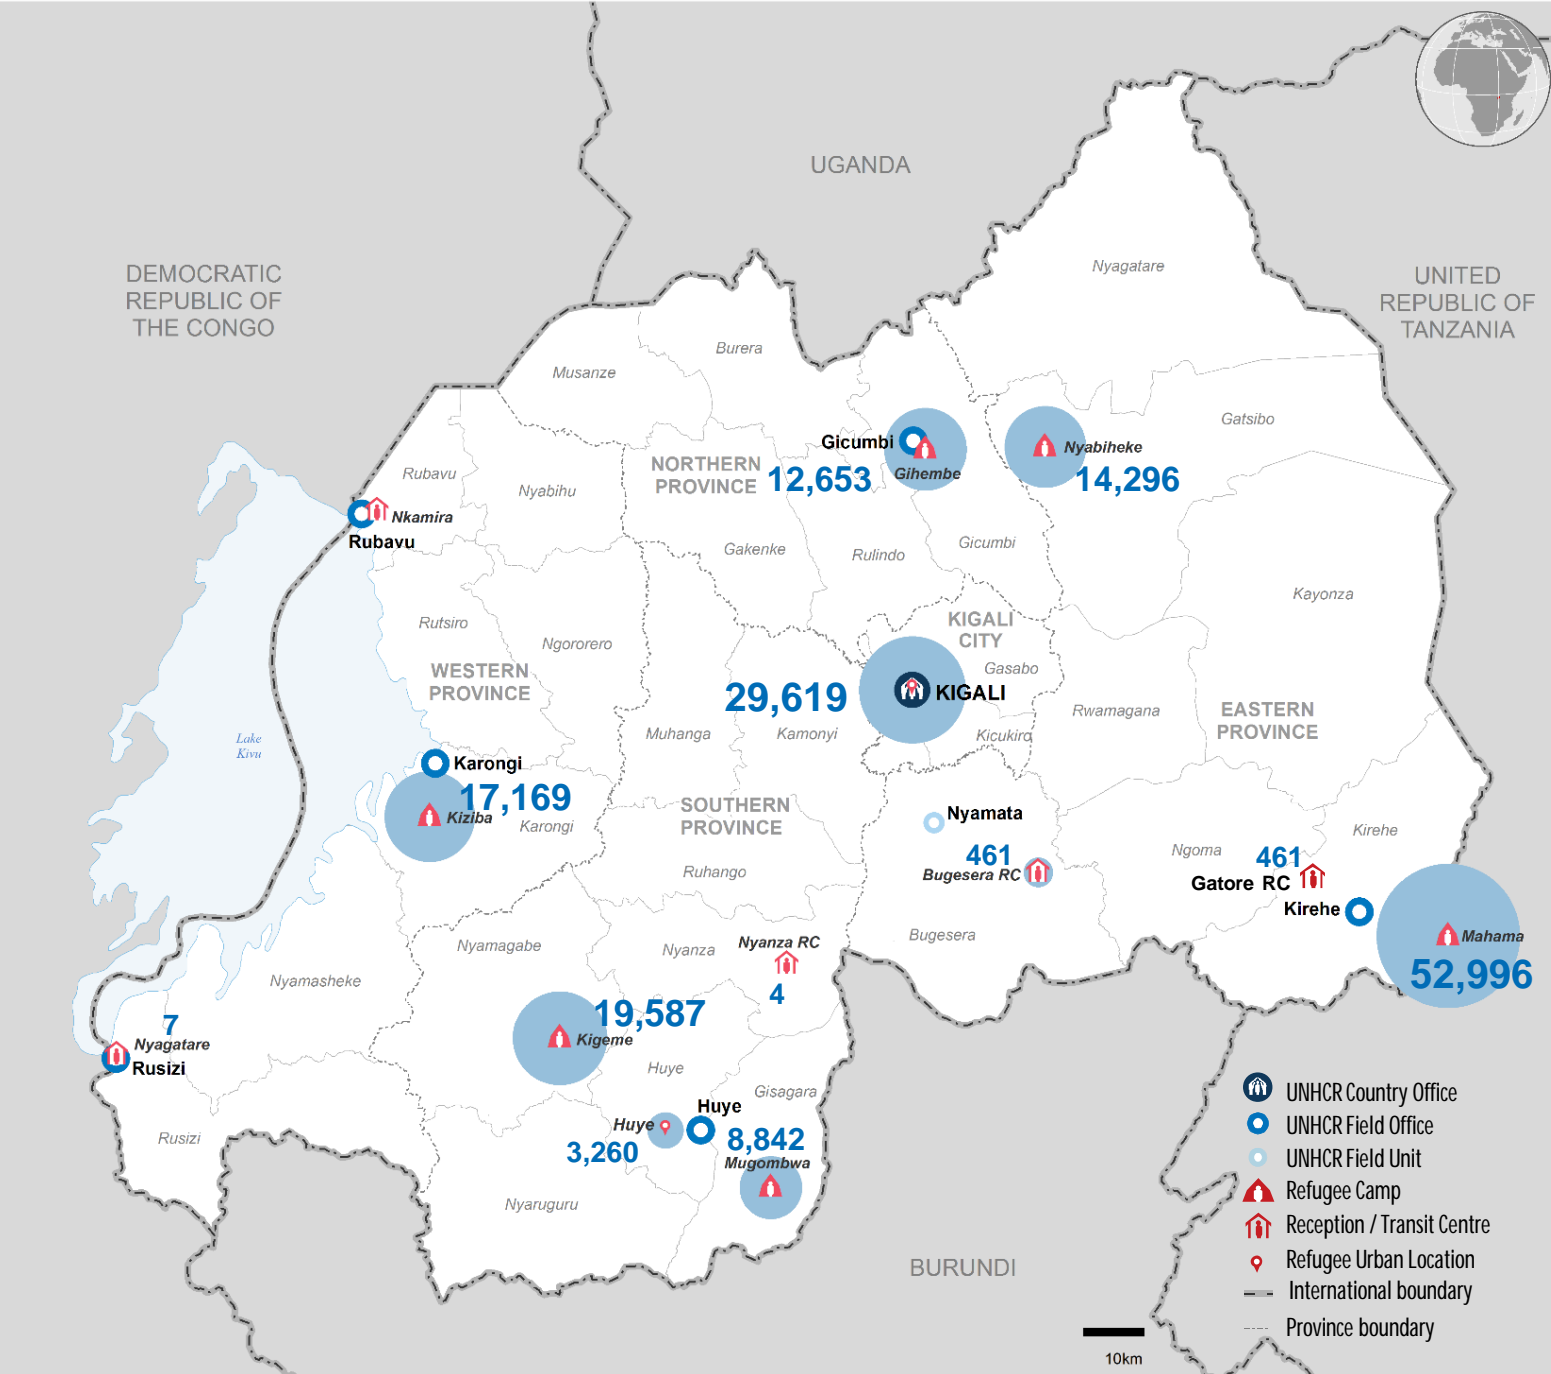 UGANDA
DEMOCRATIC
REPUBLIC OF
THE CONGO
UNITED
REPUBLIC OF
TANZANIA
Nyagatare
Burera
Musanze
Gatsibo
Gicumbi
Gihembe
12,653
Nyabiheke
14,296
NORTHERN
PROVINCE
Rubavu
Nyabihu
Nkamira
Rubavu
Gakenke
Rulindo
Gicumbi
Kayonza
Rutsiro
Ngororero
KIGALI
CITY
Gasabo
WESTERN
PROVINCE
29,619
KIGALI
Kicukiro
Rwamagana
EASTERN
PROVINCE
Muhanga
Kamonyi
Lake
Kivu
Karongi
17,169
Kiziba
Karongi
SOUTHERN
PROVINCE
Nyamata
461
Bugesera RC
Kirehe
Ngoma
461
Gatore RC
Kirehe
Ruhango
Mahama
52,996
Bugesera
Nyamagabe
Nyanza
Nyanza RC
4
Nyamasheke
19,587
Kigeme
7
Nyagatare
Rusizi
Huye
Gisagara
Huye
Huye
3,260
8,842
Mugombwa
Rusizi
Nyaruguru
BURUNDI
UNHCR Country Office
UNHCR Field Office
UNHCR Field Unit
Refugee Camp
Reception / Transit Centre
Refugee Urban Location
International boundary
Province boundary
10km